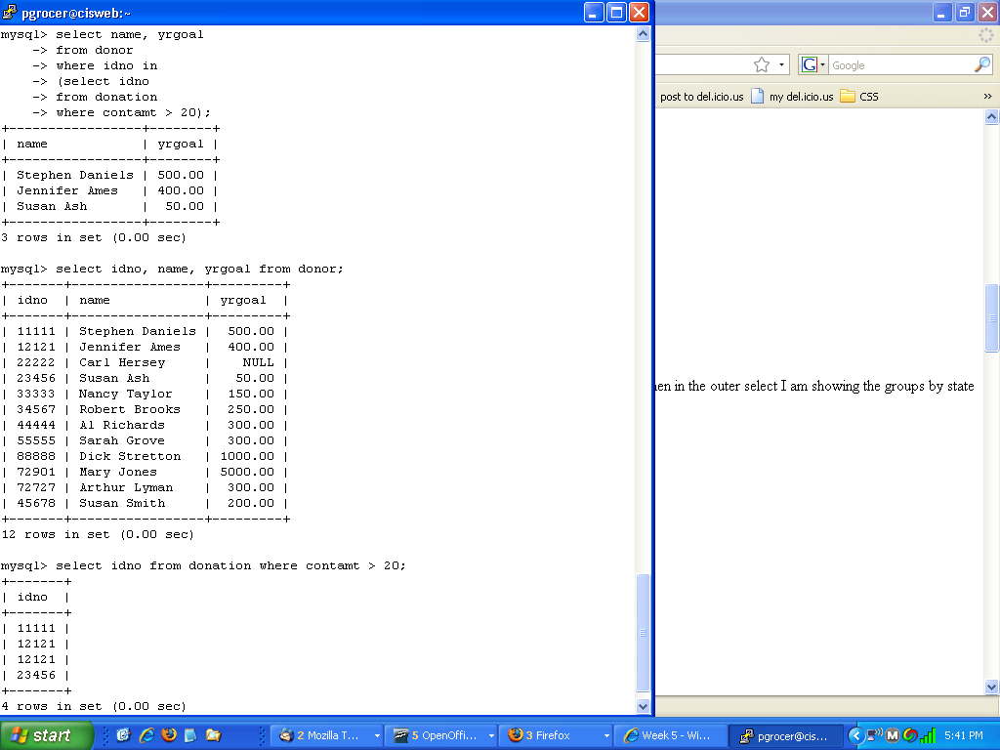 pgrocer@cisweb:~
mysql> select name, yrgoal
    -> from donor
    -> where idno in
    -> (select idno
    -> from donation
    -> where contamt > 20);
+-----------------+--------+
| name            | yrgoal |
+-----------------+--------+
| Stephen Daniels | 500.00 |
| Jennifer Ames   | 400.00 |
| Susan Ash       |  50.00 |
+-----------------+--------+
3 rows in set (0.00 sec)
mysql> select idno, name, yrgoal from donor;
+-------+-----------------+---------+
| idno  | name            | yrgoal  |
+-------+-----------------+---------+
| 11111 | Stephen Daniels |  500.00 |
| 12121 | Jennifer Ames   |  400.00 |
| 22222 | Carl Hersey     |    NULL |
| 23456 | Susan Ash       |   50.00 |
| 33333 | Nancy Taylor    |  150.00 |
| 34567 | Robert Brooks   |  250.00 |
| 44444 | Al Richards     |  300.00 |
| 55555 | Sarah Grove     |  300.00 |
| 88888 | Dick Stretton   | 1000.00 |
| 72901 | Mary Jones      | 5000.00 |
| 72727 | Arthur Lyman    |  300.00 |
| 45678 | Susan Smith     |  200.00 |
+-------+-----------------+---------+
12 rows in set (0.00 sec)
mysql> select idno from donation where contamt > 20;
+-------+
| idno  |
+-------+
| 11111 |
| 12121 |
| 12121 |
| 23456 |
+-------+
4 rows in set (0.00 sec)
G Google
post to del.icio.us my del.icio.us CSS »
in the outer select I am showing the groups by state
start 2 Mozilla T... 5 OpenOffi... 3 Firefox Week 5 - Wi... pgrocer@cis... M 5:41 PM